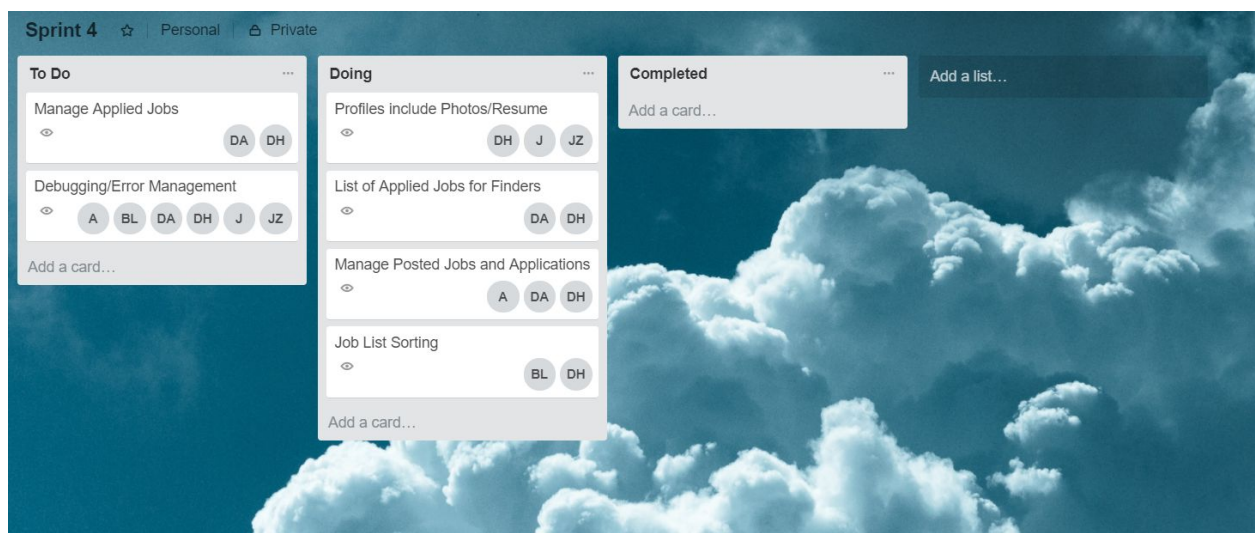 Sprint 4 Personal Private
To Do ...
Manage Applied Jobs
DA DH
Debugging/Error Management
A BL DA DH J JZ
Add a card…
Doing ...
Profiles include Photos/Resume
DH J JZ
List of Applied Jobs for Finders
DA DH
Manage Posted Jobs and Applications
A DA DH
Job List Sorting
BL DH
Add a card…
Completed ...
Add a card…
Add a list…